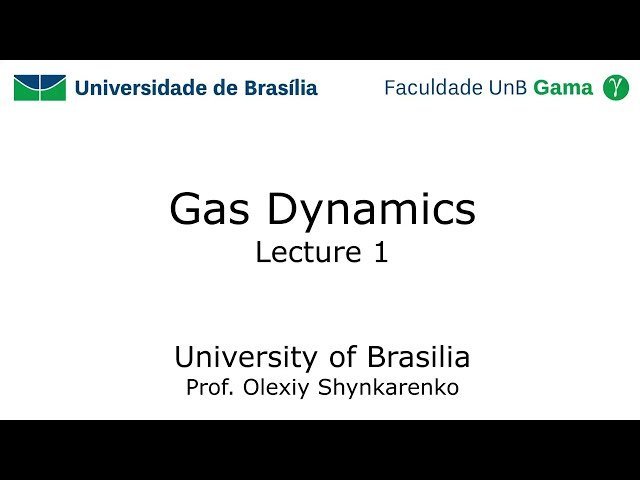 Universidade de Brasília
Faculdade UnB Gama γ
Gas Dynamics
Lecture 1
University of Brasilia
Prof. Olexiy Shynkarenko